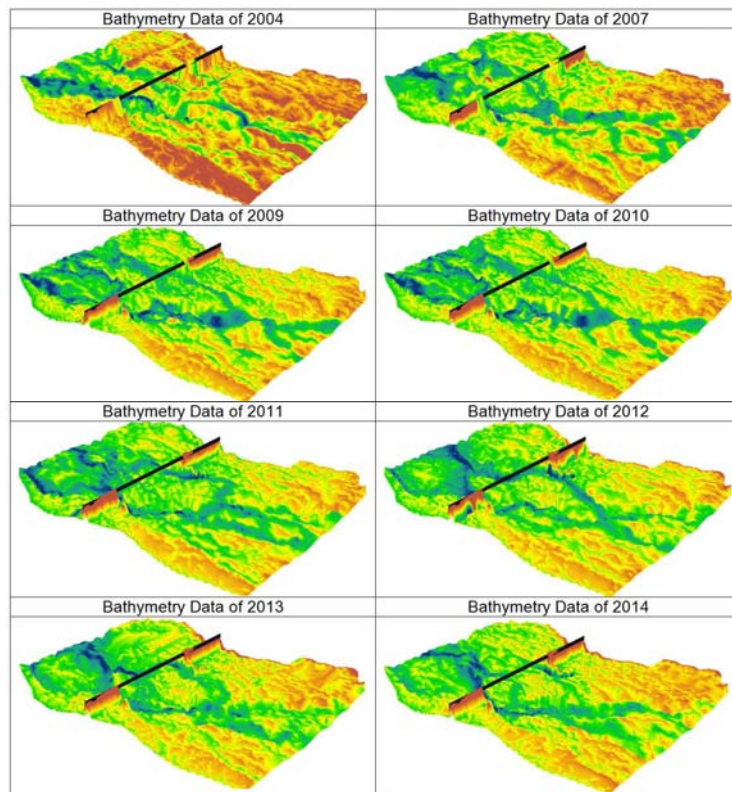 Bathymetry Data of 2004
Bathymetry Data of 2007
Bathymetry Data of 2009
Bathymetry Data of 2010
Bathymetry Data of 2011
Bathymetry Data of 2012
Bathymetry Data of 2013
Bathymetry Data of 2014